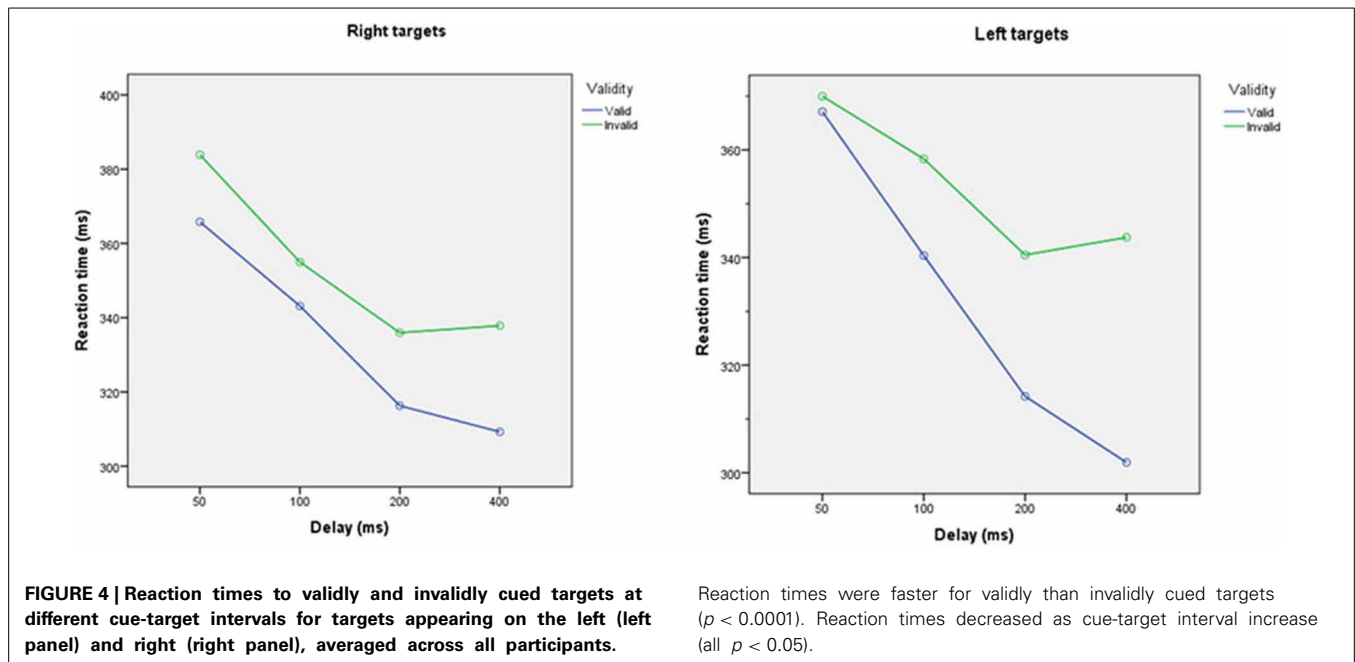 Right targets
400
380
360
340
320
300
Reaction time (ms)
50 100 200 400
Delay (ms)
Validity
Valid
Invalid
Left targets
360
340
320
300
Reaction time (ms)
50 100 200 400
Delay (ms)
Validity
Valid
Invalid
FIGURE 4 | Reaction times to validly and invalidly cued targets at
different cue-target intervals for targets appearing on the left (left
panel) and right (right panel), averaged across all participants.
Reaction times were faster for validly than invalidly cued targets
(p < 0.0001). Reaction times decreased as cue-target interval increase
(all p < 0.05).